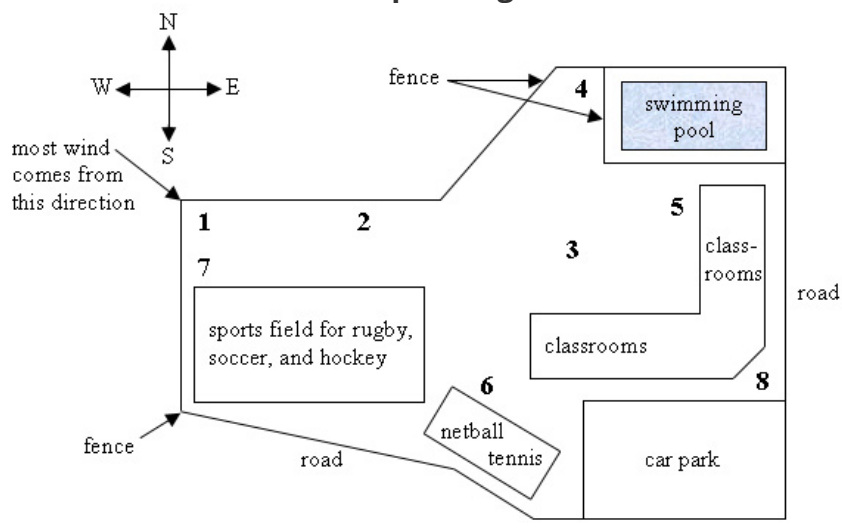 N
W
E
S
fence
4
swimming
pool
most wind
comes from
this direction
1
2
5
3
class-
rooms
7
road
sports field for rugby,
soccer, and hockey
classrooms
6
8
netball
tennis
fence
road
car park